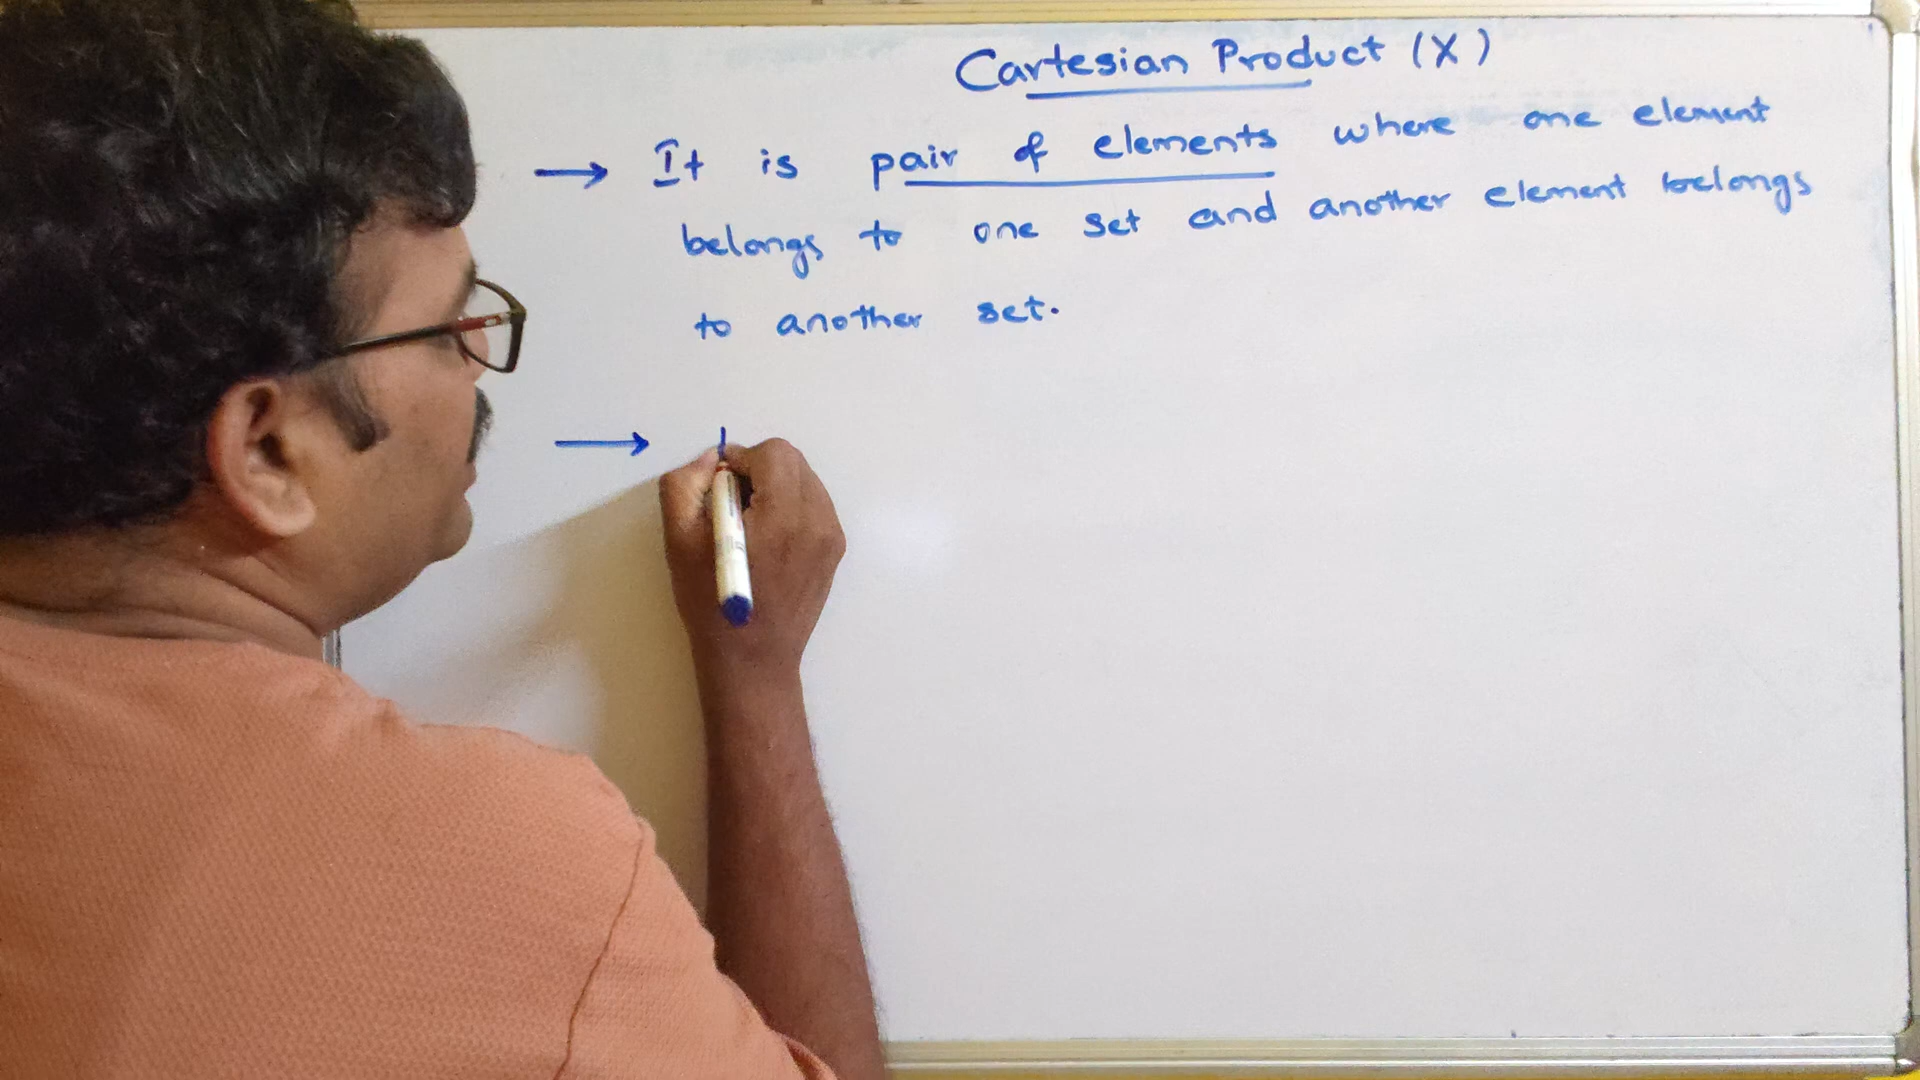 Cartesian Product (X)
→ It is pair of elements where one element
belongs to one set and another element belongs
to another set.
→